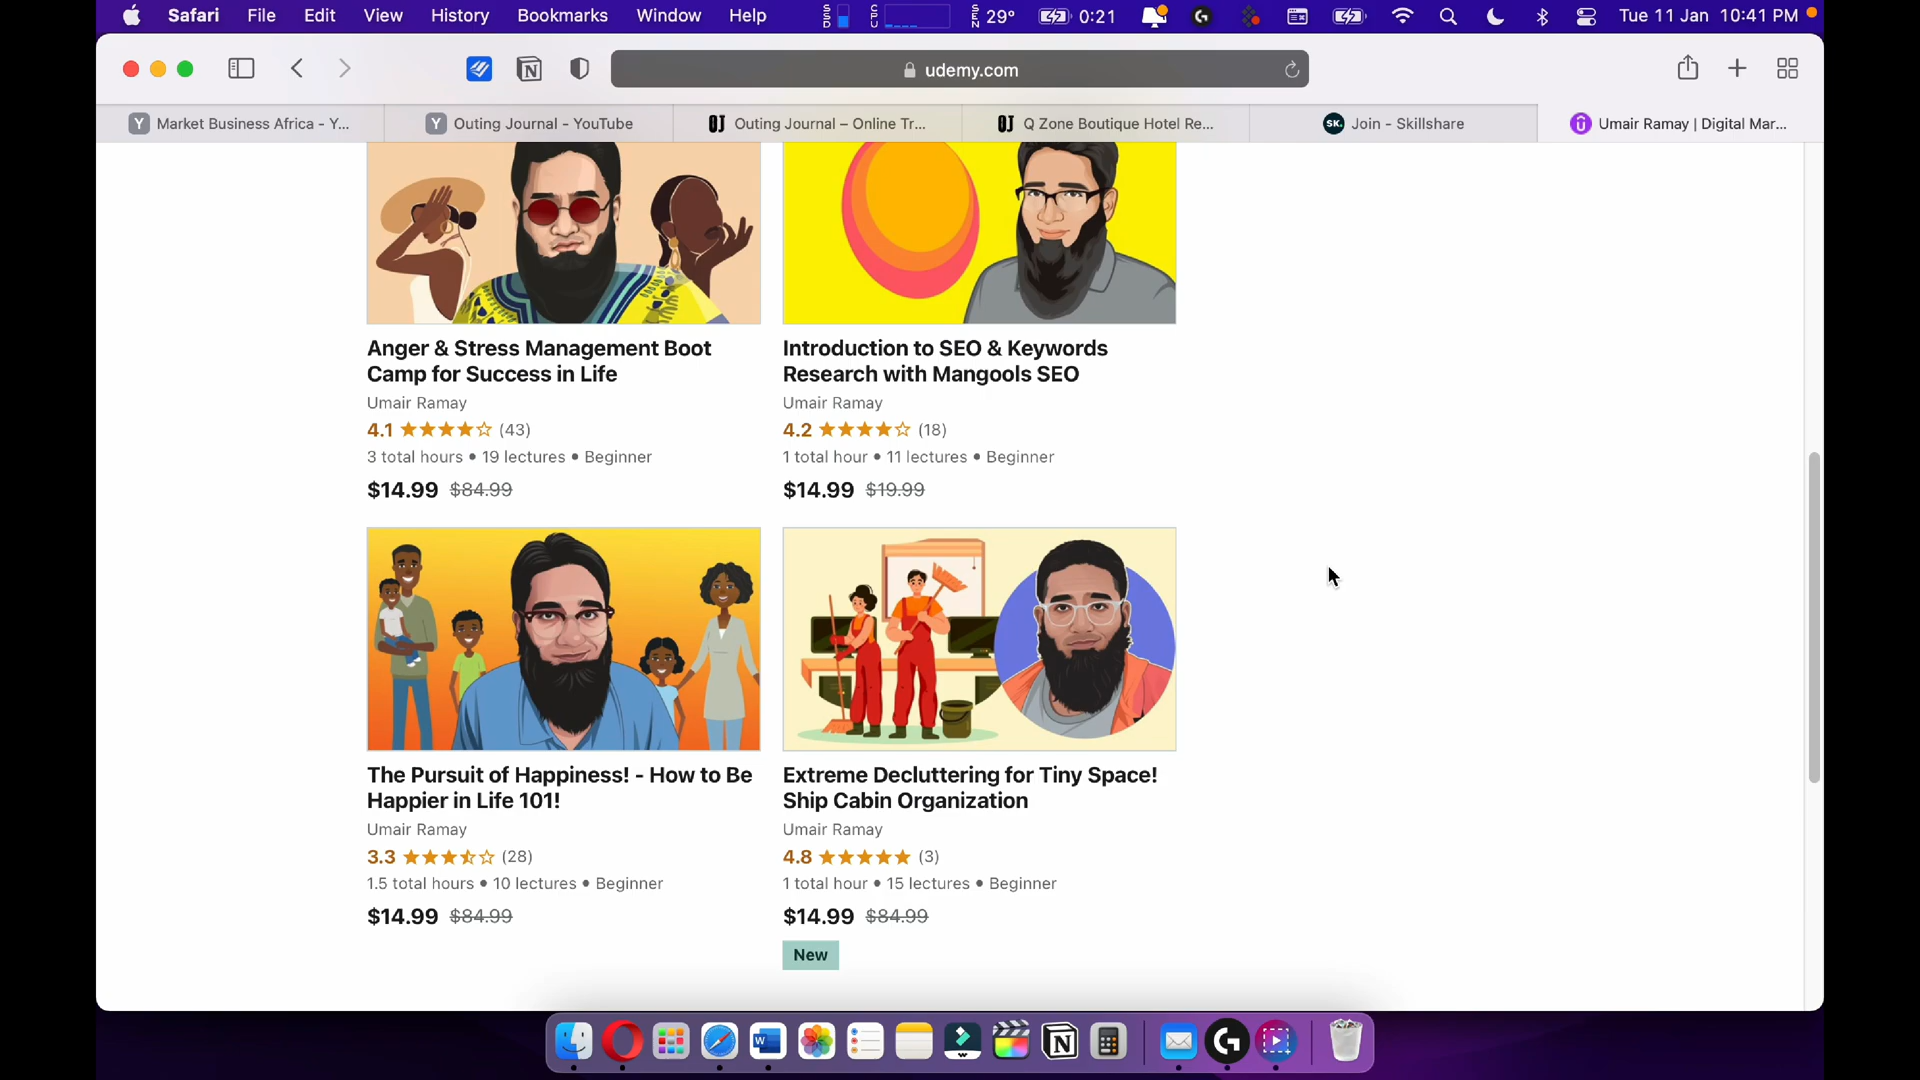 Safari File Edit View History Bookmarks Window Help SSD CPU SEN 29° 0:21 Tue 11 Jan 10:41 PM
udemy.com
Y Market Business Africa - Y... Y Outing Journal - YouTube OJ Outing Journal – Online Tr... OJ Q Zone Boutique Hotel Re... SK. Join - Skillshare Umair Ramay | Digital Mar...
Anger & Stress Management Boot
Camp for Success in Life
Umair Ramay
4.1 (43)
3 total hours • 19 lectures • Beginner
$14.99 $84.99
Introduction to SEO & Keywords
Research with Mangools SEO
Umair Ramay
4.2 (18)
1 total hour • 11 lectures • Beginner
$14.99 $19.99
The Pursuit of Happiness! - How to Be
Happier in Life 101!
Umair Ramay
3.3 (28)
1.5 total hours • 10 lectures • Beginner
$14.99 $84.99
Extreme Decluttering for Tiny Space!
Ship Cabin Organization
Umair Ramay
4.8 (3)
1 total hour • 15 lectures • Beginner
$14.99 $84.99
New